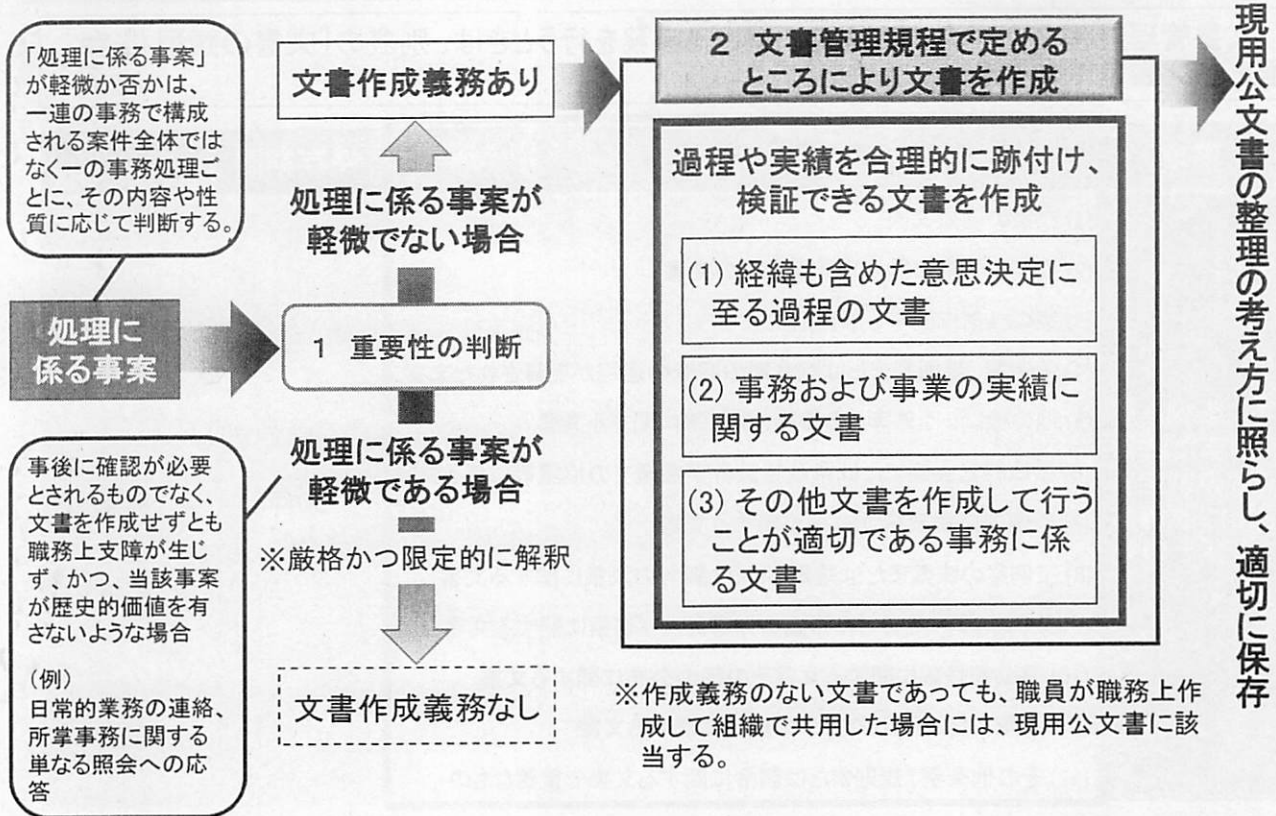 「処理に係る事案」
が軽微か否かは、
一連の事務で構成
される案件全体では
なく一の事務処理ご
とに、その内容や性
質に応じて判断する。
処理に
係る事案
事後に確認が必要
とされるものでなく、
文書を作成せずとも
職務上支障が生じ
ず、かつ、当該事案
が歴史的価値を有
さないような場合
（例）
日常的業務の連絡、
所掌事務に関する
単なる照会への応
答
文書作成義務あり
処理に係る事案が
軽微でない場合
1 重要性の判断
処理に係る事案が
軽微である場合
※厳格かつ限定的に解釈
文書作成義務なし
2 文書管理規程で定める
ところにより文書を作成
過程や実績を合理的に跡付け、
検証できる文書を作成
(1) 経緯も含めた意思決定に
至る過程の文書
(2) 事務および事業の実績に
関する文書
(3) その他文書を作成して行う
ことが適切である事務に係
る文書
※作成義務のない文書であっても、職員が職務上作
成して組織で共用した場合には、現用公文書に該
当する。
現用公文書の整理の考え方に照らし、適切に保存